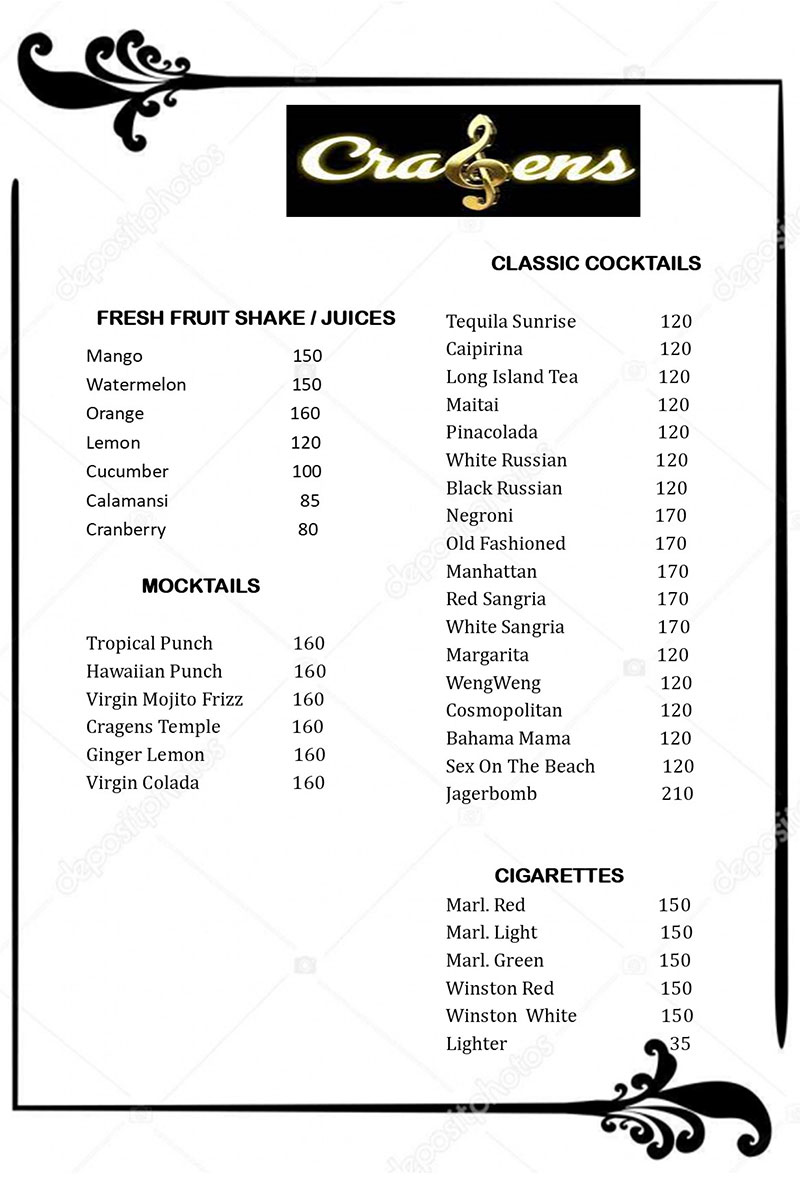 Cragens
FRESH FRUIT SHAKE / JUICES
Mango 150
Watermelon 150
Orange 160
Lemon 120
Cucumber 100
Calamansi 85
Cranberry 80
MOCKTAILS
Tropical Punch 160
Hawaiian Punch 160
Virgin Mojito Frizz 160
Cragens Temple 160
Ginger Lemon 160
Virgin Colada 160
CLASSIC COCKTAILS
Tequila Sunrise 120
Caipirina 120
Long Island Tea 120
Maitai 120
Pinacolada 120
White Russian 120
Black Russian 120
Negroni 170
Old Fashioned 170
Manhattan 170
Red Sangria 170
White Sangria 170
Margarita 120
WengWeng 120
Cosmopolitan 120
Bahama Mama 120
Sex On The Beach 120
Jagerbomb 210
CIGARETTES
Marl. Red 150
Marl. Light 150
Marl. Green 150
Winston Red 150
Winston White 150
Lighter 35
depositphotos
depositphotos
depositphotos
depositphotos
depositphotos
depositphotos